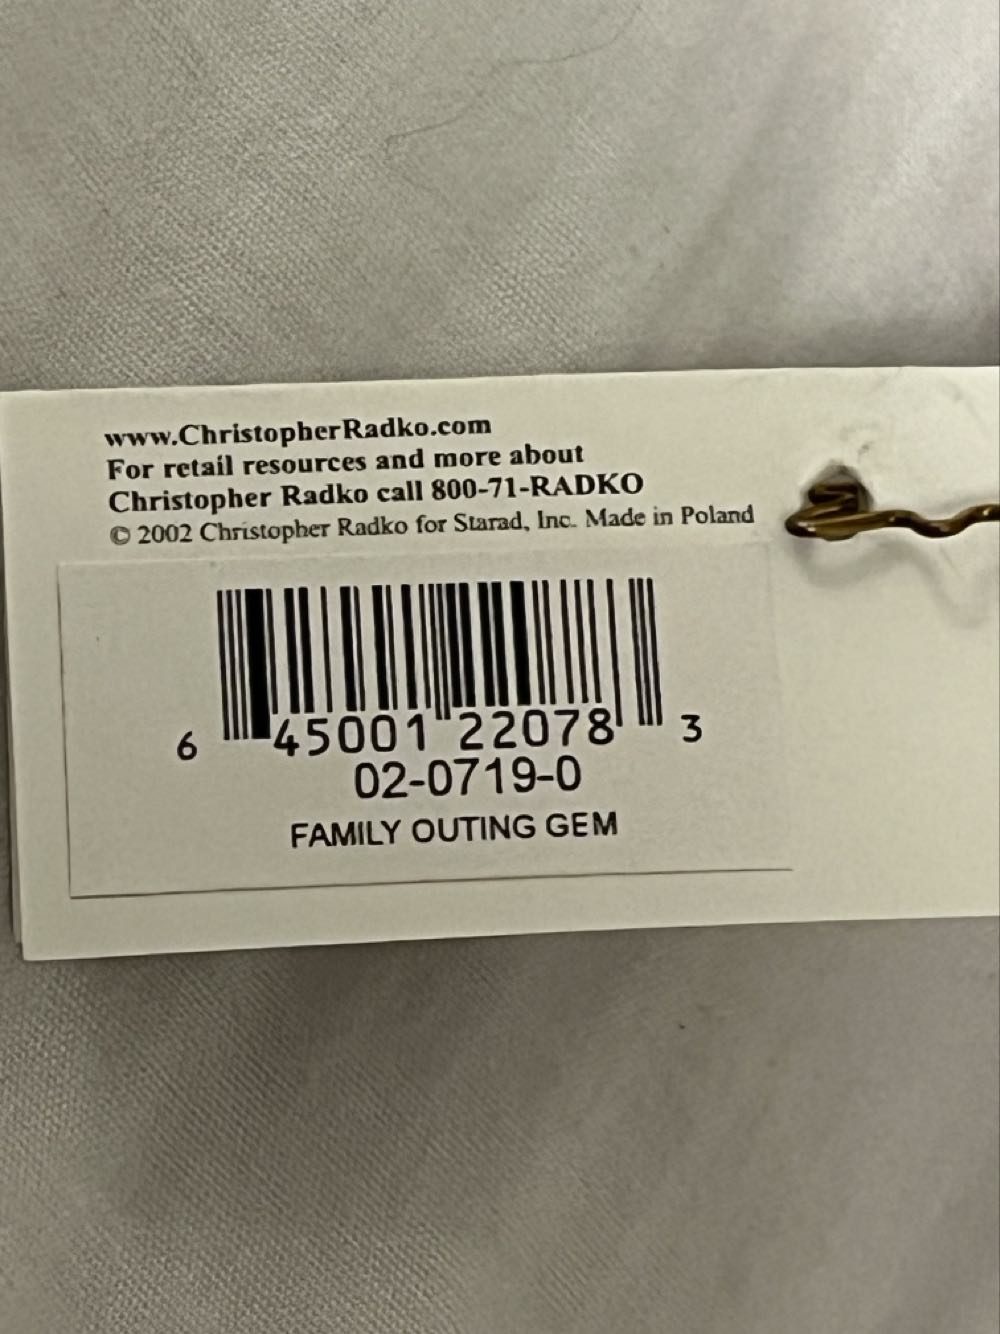 www.ChristopherRadko.com
For retail resources and more about
Christopher Radko call 800-71-RADKO
© 2002 Christopher Radko for Starad, Inc. Made in Poland
6 45001 22078 3
02-0719-0
FAMILY OUTING GEM